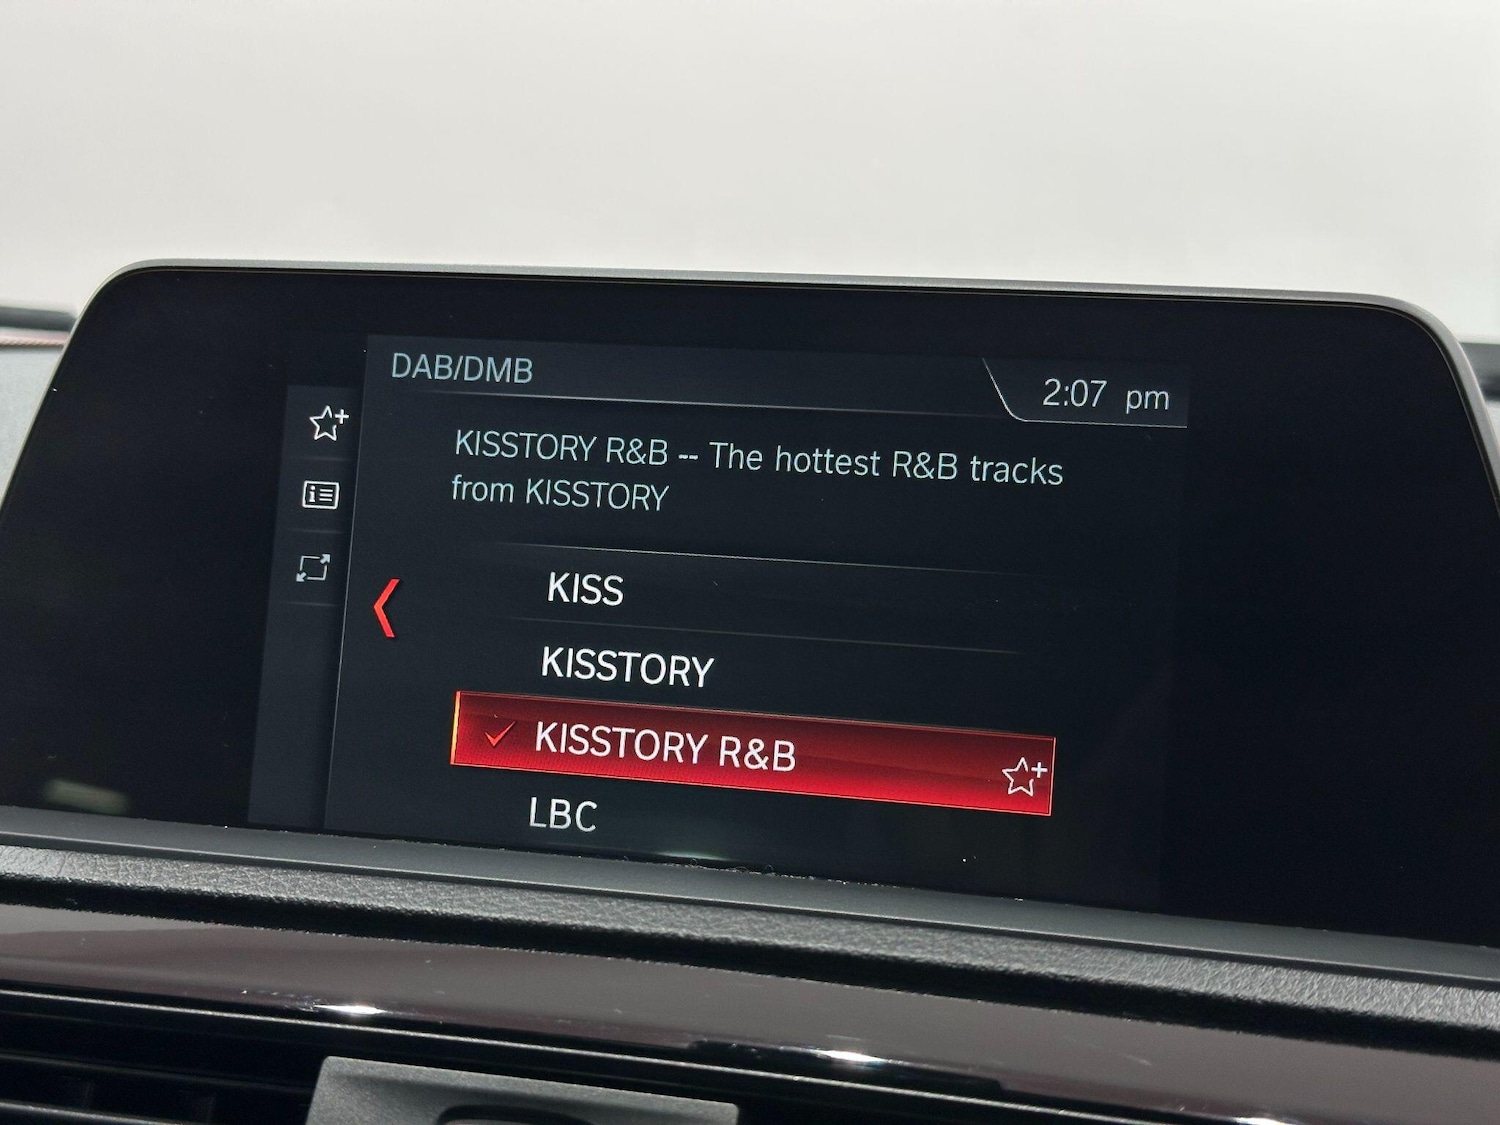 DAB/DMB
2:07 pm
KISSTORY R&B -- The hottest R&B tracks
from KISSTORY
KISS
KISSTORY
KISSTORY R&B
LBC